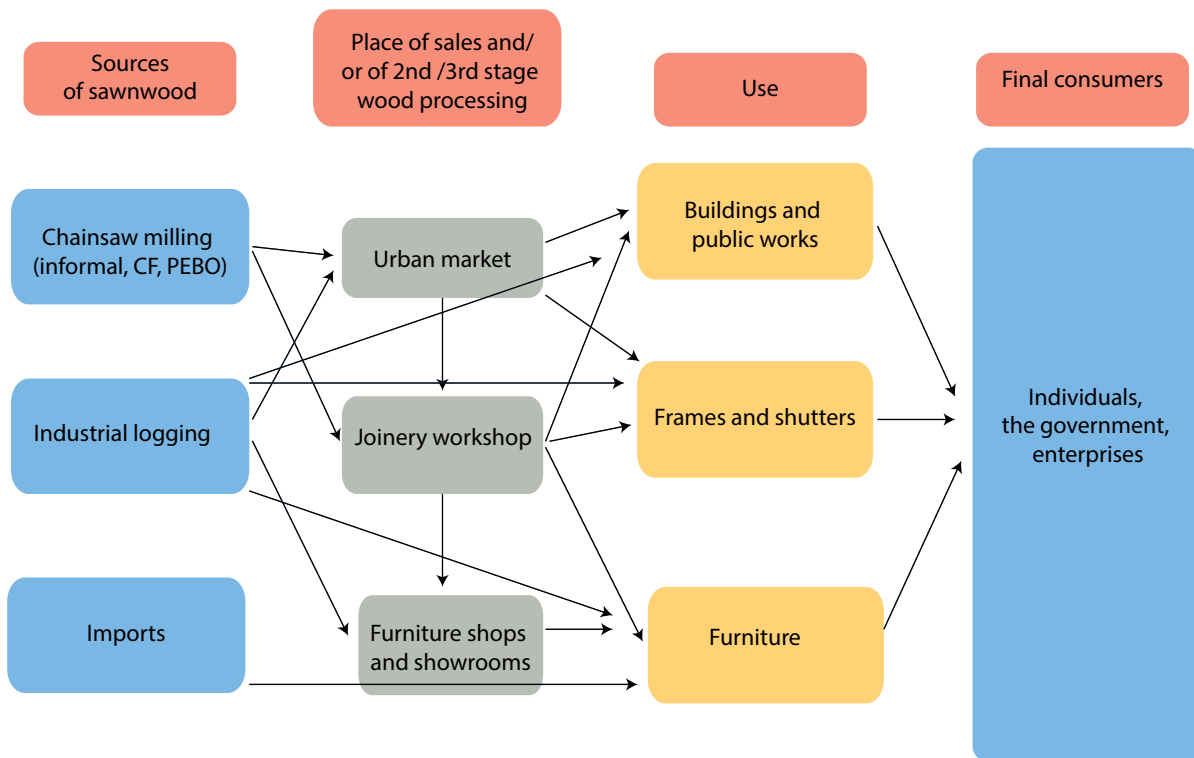 Sources
of sawnwood
Place of sales and/
or of 2nd /3rd stage
wood processing
Use
Final consumers
Chainsaw milling
(informal, CF, PEBO)
Urban market
Buildings and
public works
Industrial logging
Joinery workshop
Frames and shutters
Individuals,
the government,
enterprises
Imports
Furniture shops
and showrooms
Furniture